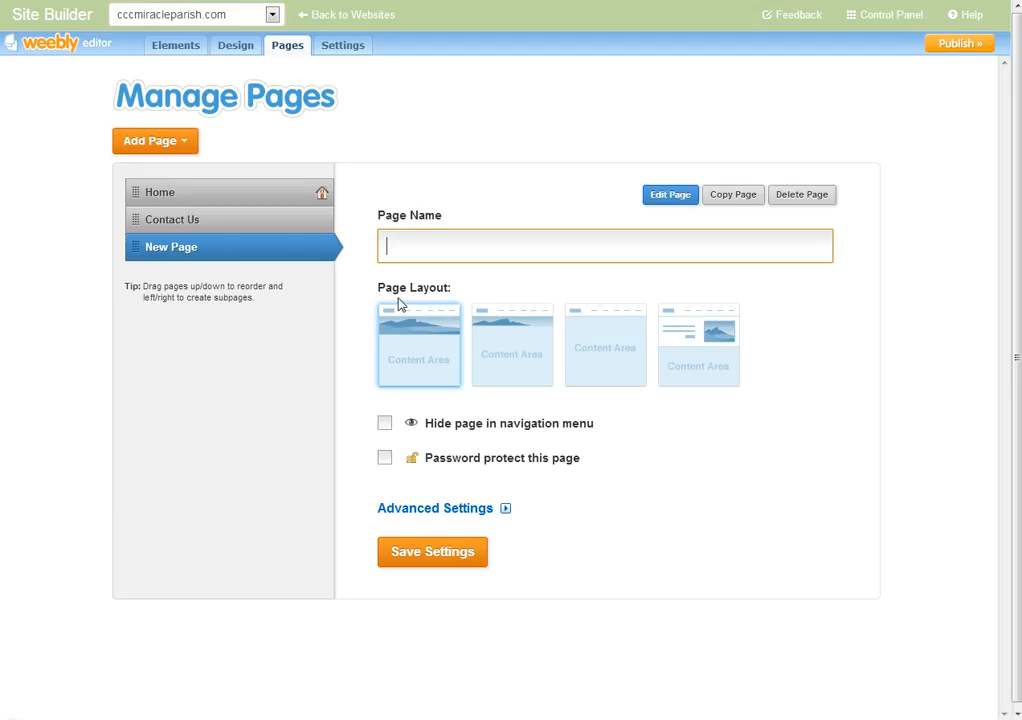 Site Builder cccmiracleparish.com Back to Websites Feedback Control Panel Help
weebly editor Elements Design Pages Settings Publish »
Manage Pages
Add Page
Home
Contact Us
New Page
Tip: Drag pages up/down to reorder and
left/right to create subpages.
Edit Page Copy Page Delete Page
Page Name
Page Layout:
Content Area Content Area Content Area Content Area
Hide page in navigation menu
Password protect this page
Advanced Settings
Save Settings